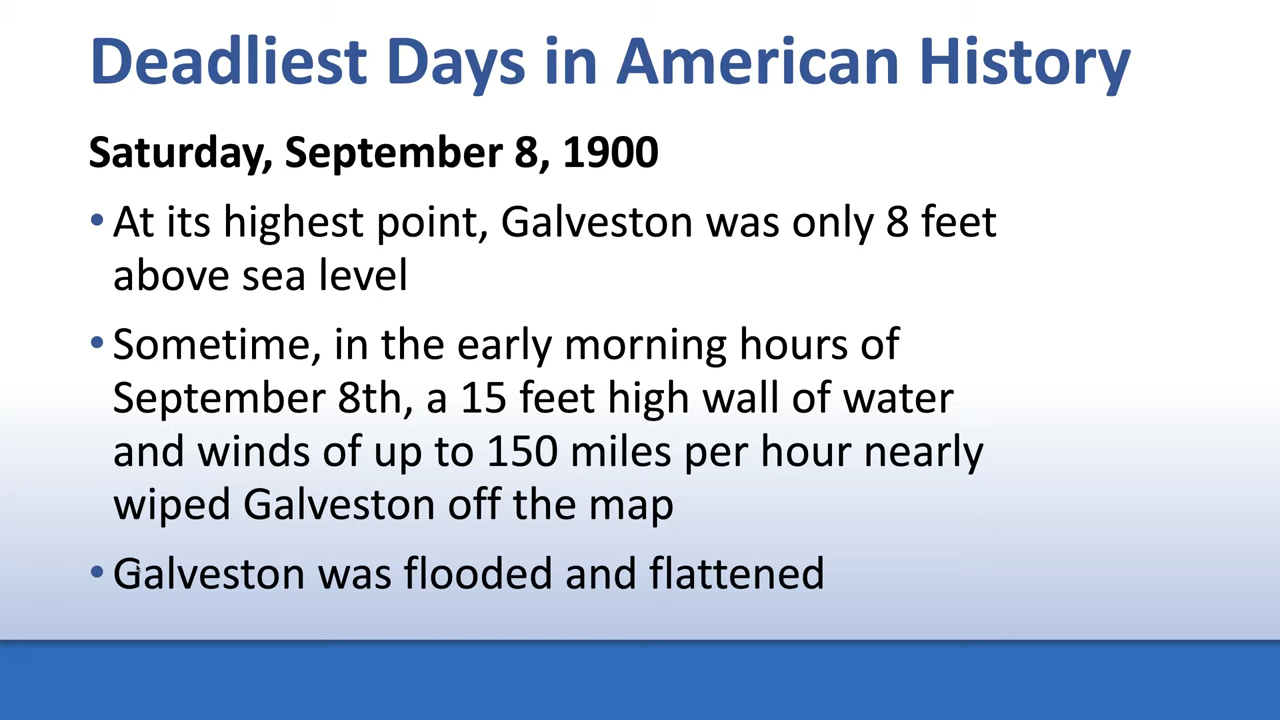 Deadliest Days in American History
Saturday, September 8, 1900
• At its highest point, Galveston was only 8 feet
above sea level
• Sometime, in the early morning hours of
September 8th, a 15 feet high wall of water
and winds of up to 150 miles per hour nearly
wiped Galveston off the map
• Galveston was flooded and flattened